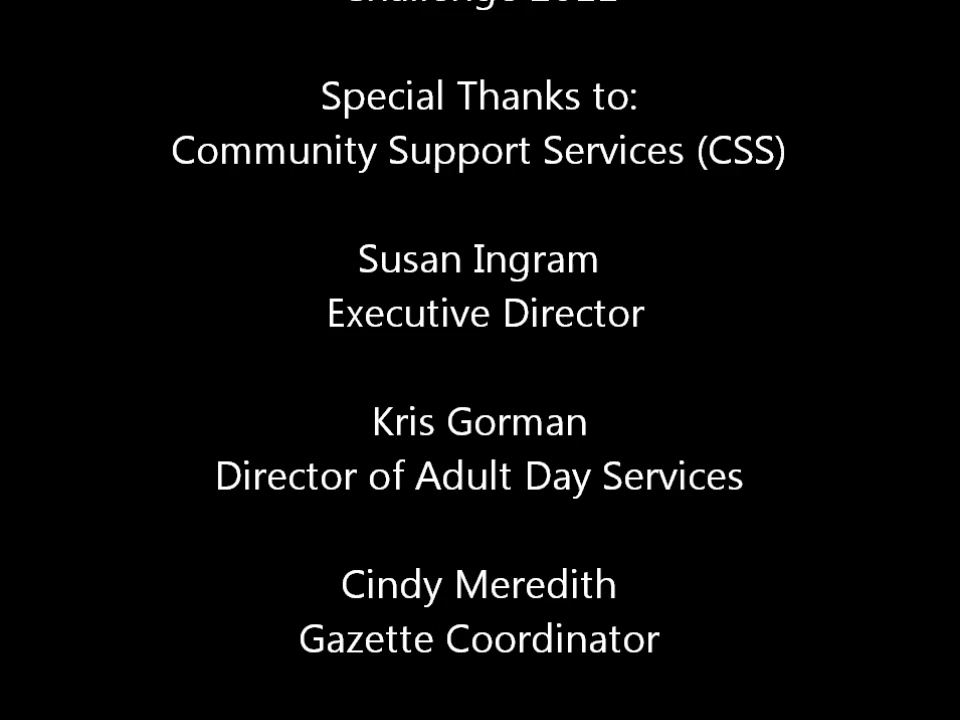 Special Thanks to:
Community Support Services (CSS)
Susan Ingram
Executive Director
Kris Gorman
Director of Adult Day Services
Cindy Meredith
Gazette Coordinator